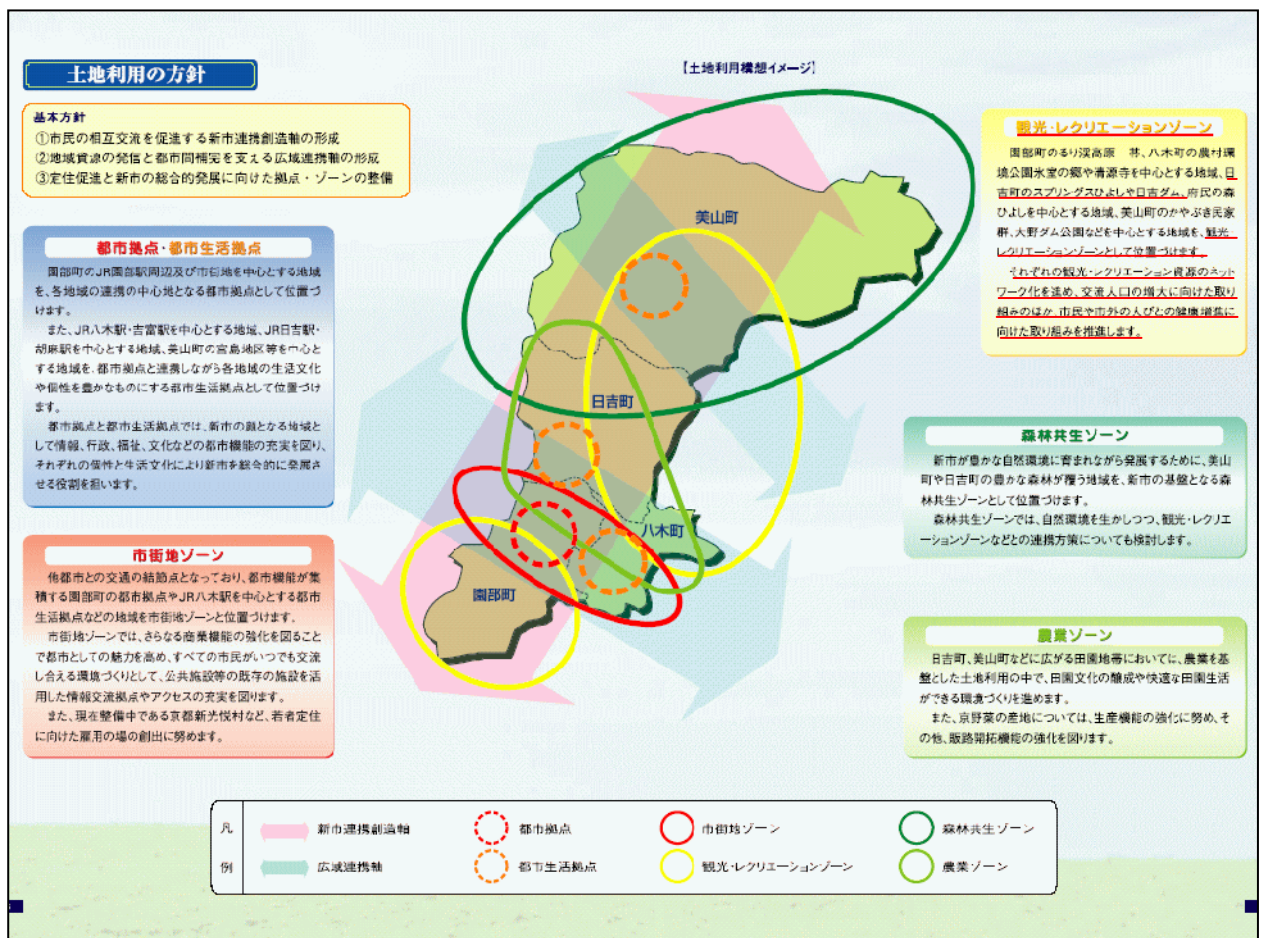 土地利用の方針
【土地利用構想イメージ】
基本方針
①市民の相互交流を促進する新市連携創造軸の形成
②地域資源の発信と都市間補完を支える広域連携軸の形成
③定住促進と新市の総合的発展に向けた拠点・ゾーンの整備
都市拠点・都市生活拠点
園部町のJR園部駅周辺及び市街地を中心とする地域
を、各地域の連携の中心地となる都市拠点として位置づ
けます。
また、JR八木駅・吉富駅を中心とする地域、JR日吉駅・
胡麻駅を中心とする地域、美山町の宮島地区等を中心と
する地域を、都市拠点と連携しながら各地域の生活文化
や個性を豊かなものにする都市生活拠点として位置づけ
ます。
都市拠点と都市生活拠点では、新市の顔となる地域と
して情報、行政、福祉、文化などの都市機能の充実を図り、
それぞれの個性と生活文化により新市を総合的に発展さ
せる役割を担います。
市街地ゾーン
他都市との交通の結節点となっており、都市機能が集
積する園部町の都市拠点やJR八木駅を中心とする都市
生活拠点などの地域を市街地ゾーンと位置づけます。
市街地ゾーンでは、さらなる商業機能の強化を図ること
で都市としての魅力を高め、すべての市民がいつでも交流
し合える環境づくりとして、公共施設等の既存の施設を活
用した情報交流拠点やアクセスの充実を図ります。
また、現在整備中である京都新光悦村など、若者定住
に向けた雇用の場の創出に努めます。
美山町
日吉町
八木町
園部町
観光・レクリエーションゾーン
園部町のるり渓高原 帯、八木町の農村環
境公園氷室の郷や清源寺を中心とする地域、日
吉町のスプリングスひよしや日吉ダム、府民の森
ひよしを中心とする地域、美山町のかやぶき民家
群、大野ダム公園などを中心とする地域を、観光・
レクリエーションゾーンとして位置づけます。
それぞれの観光・レクリエーション資源のネット
ワーク化を進め、交流人口の増大に向けた取り
組みのほか、市民や市外の人びとの健康増進に
向けた取り組みを推進します。
森林共生ゾーン
新市が豊かな自然環境に育まれながら発展するために、美山
町や日吉町の豊かな森林が覆う地域を、新市の基盤となる森
林共生ゾーンとして位置づけます。
森林共生ゾーンでは、自然環境を生かしつつ、観光・レクリエ
ーションゾーンなどとの連携方策についても検討します。
農業ゾーン
日吉町、美山町などに広がる田園地帯においては、農業を基
盤とした土地利用の中で、田園文化の醸成や快適な田園生活
ができる環境づくりを進めます。
また、京野菜の産地については、生産機能の強化に努め、そ
の他、販路開拓機能の強化を図ります。
凡例
新市連携創造軸
都市拠点
市街地ゾーン
森林共生ゾーン
広域連携軸
都市生活拠点
観光・レクリエーションゾーン
農業ゾーン